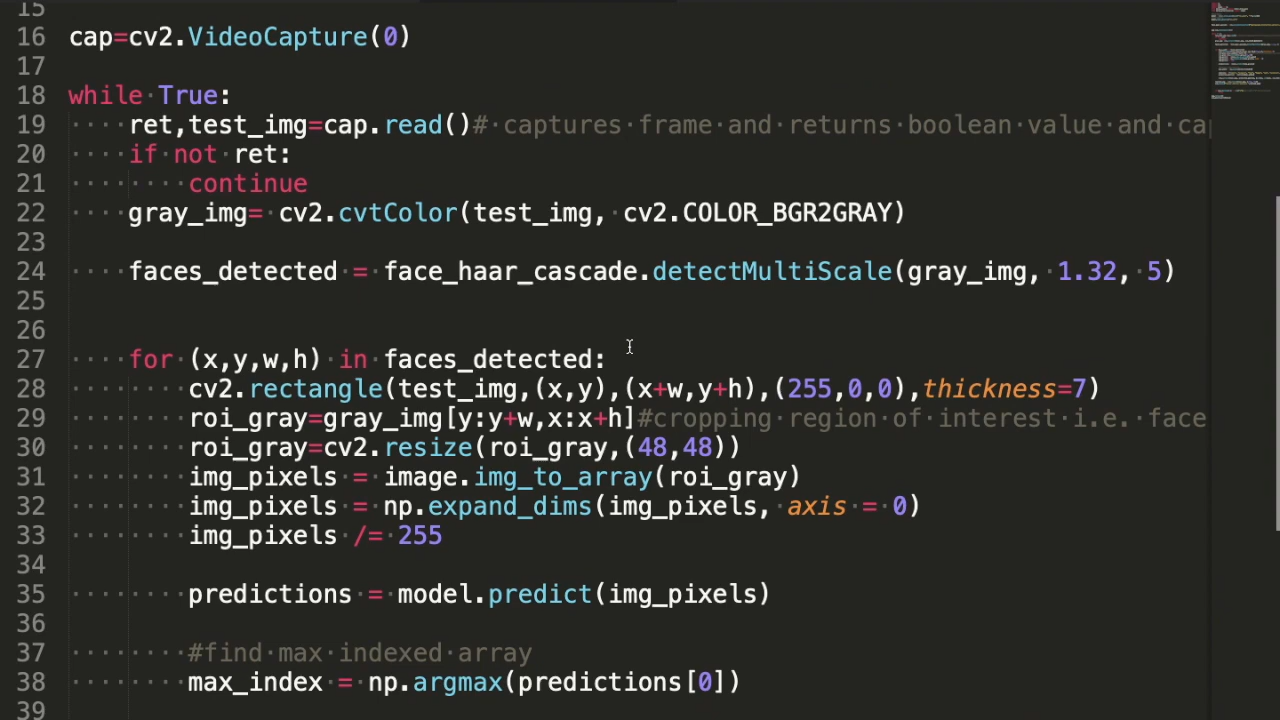 15
16 cap=cv2.VideoCapture(0)
17
18 while True:
19     ret,test_img=cap.read()# captures frame and returns boolean value and
20     if not ret:
21         continue
22     gray_img= cv2.cvtColor(test_img, cv2.COLOR_BGR2GRAY)
23
24     faces_detected = face_haar_cascade.detectMultiScale(gray_img, 1.32, 5)
25
26
27     for (x,y,w,h) in faces_detected:
28         cv2.rectangle(test_img,(x,y),(x+w,y+h),(255,0,0),thickness=7)
29         roi_gray=gray_img[y:y+w,x:x+h]#cropping region of interest i.e. face
30         roi_gray=cv2.resize(roi_gray,(48,48))
31         img_pixels = image.img_to_array(roi_gray)
32         img_pixels = np.expand_dims(img_pixels, axis = 0)
33         img_pixels /= 255
34
35         predictions = model.predict(img_pixels)
36
37         #find max indexed array
38         max_index = np.argmax(predictions[0])
39